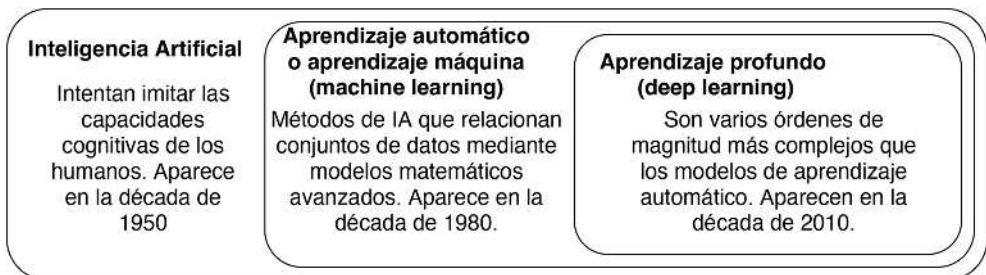 Inteligencia Artificial
Intentan imitar las
capacidades
cognitivas de los
humanos. Aparece
en la década de
1950
Aprendizaje automático
o aprendizaje máquina
(machine learning)
Métodos de IA que relacionan
conjuntos de datos mediante
modelos matemáticos
avanzados. Aparece en la
década de 1980.
Aprendizaje profundo
(deep learning)
Son varios órdenes de
magnitud más complejos que
los modelos de aprendizaje
automático. Aparecen en la
década de 2010.